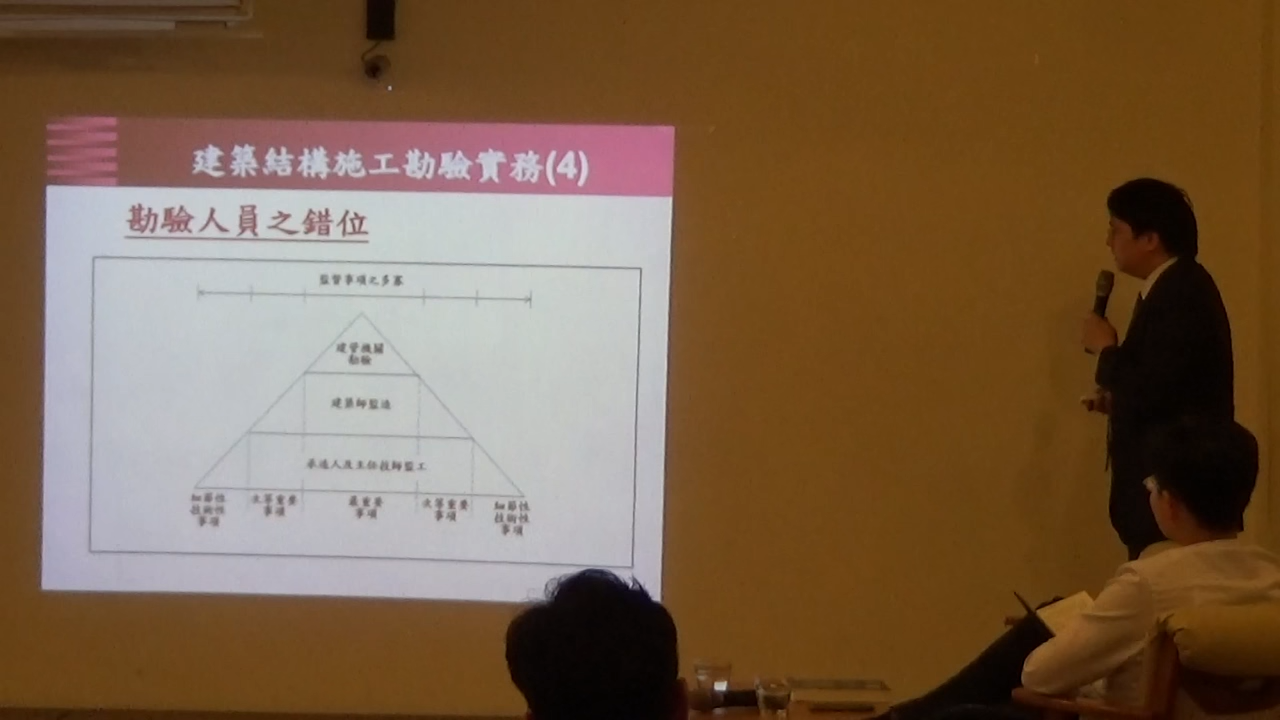 建築結構施工勘驗實務(4)
勘驗人員之錯位
監督事項之多寡
建管機關
勘驗
建築師監造
承造人及主任技師監工
細節性
技術性
事項
次等重要
事項
最重要
事項
次等重要
事項
細節性
技術性
事項